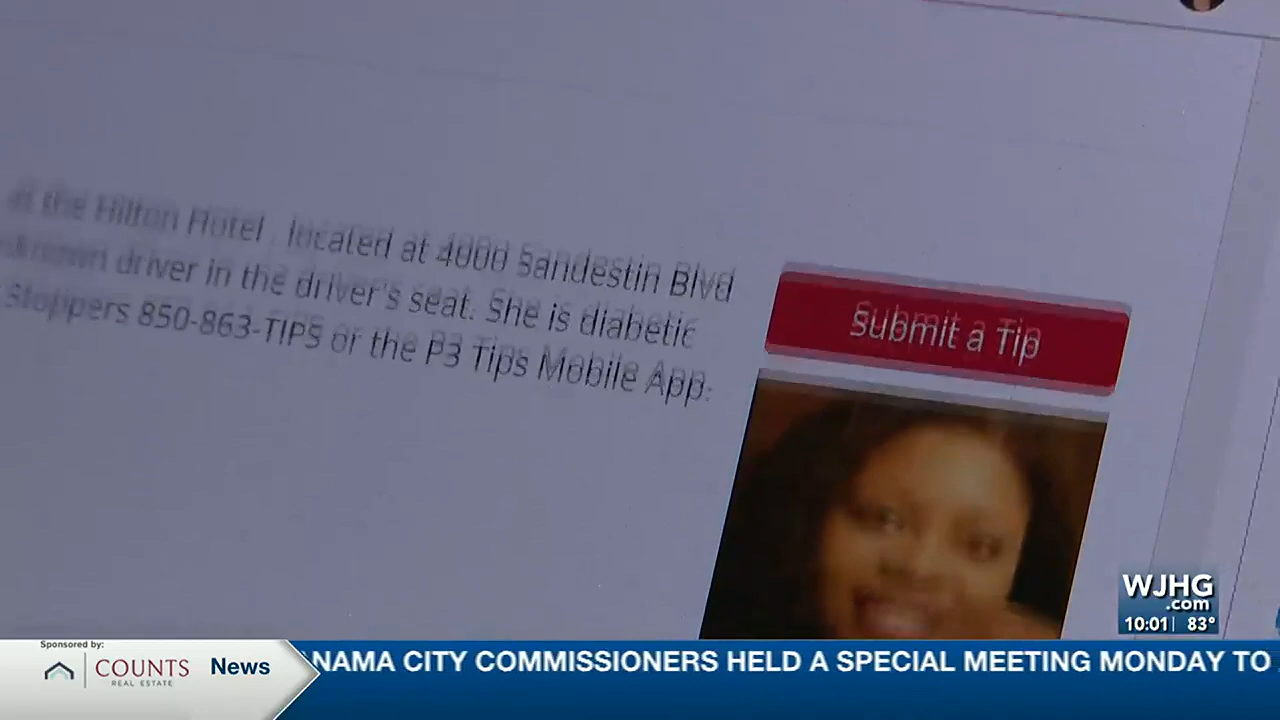 at the Hilton Hotel , located at 4000 Sandestin Blvd
driver in the driver's seat. She is diabetic
Stoppers 850-863-TIPS or the P3 Tips Mobile App.
Submit a Tip
WJHG
.com
10:01 83°
Sponsored by:
COUNTS
REAL ESTATE
News
NAMA CITY COMMISSIONERS HELD A SPECIAL MEETING MONDAY TO